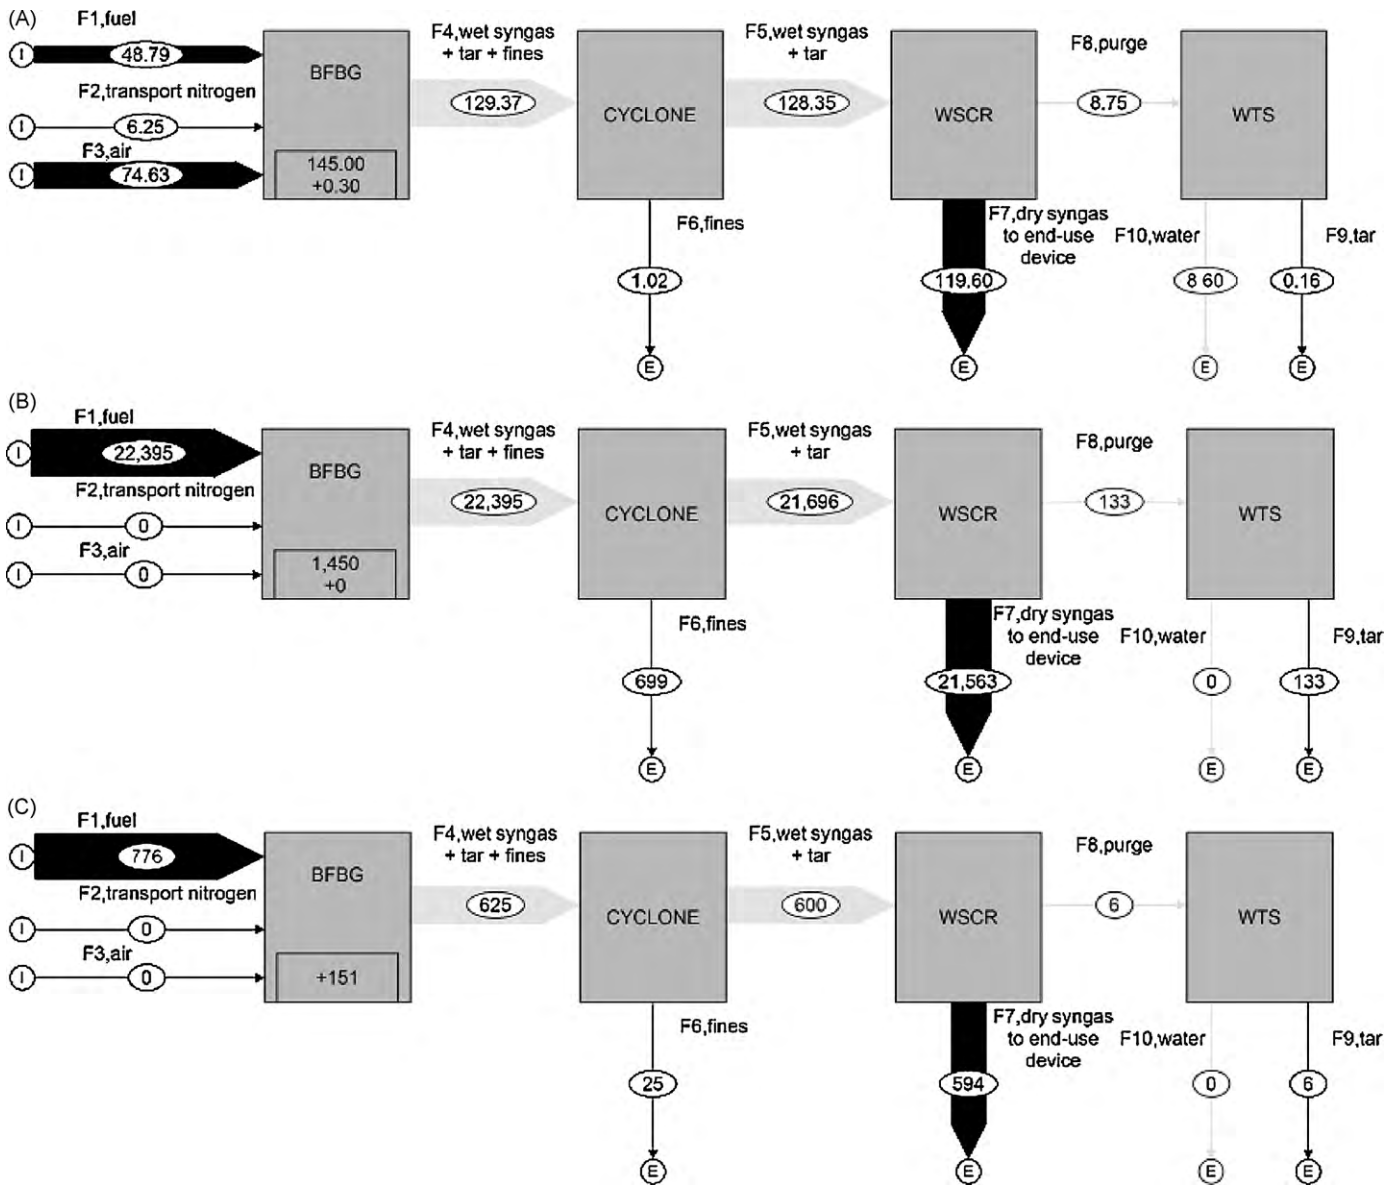 (A)
F1,fuel
I
48.79
F2,transport nitrogen
I
6.25
F3,air
I
74.63
BFBG
145.00
+0.30
F4,wet syngas
+ tar + fines
129.37
CYCLONE
F6,fines
1.02
E
F5,wet syngas
+ tar
128.35
WSCR
F7,dry syngas
to end-use
device
119.60
E
F8,purge
8.75
WTS
F10,water
8 60
E
F9,tar
0.16
E
(B)
F1,fuel
I
22,395
F2,transport nitrogen
I
0
F3,air
I
0
BFBG
1,450
+0
F4,wet syngas
+ tar + fines
22,395
CYCLONE
F6,fines
699
E
F5,wet syngas
+ tar
21,696
WSCR
F7,dry syngas
to end-use
device
21,563
E
F8,purge
133
WTS
F10,water
0
E
F9,tar
133
E
(C)
F1,fuel
I
776
F2,transport nitrogen
I
0
F3,air
I
0
BFBG
+151
F4,wet syngas
+ tar + fines
625
CYCLONE
F6,fines
25
E
F5,wet syngas
+ tar
600
WSCR
F7,dry syngas
to end-use
device
594
E
F8,purge
6
WTS
F10,water
0
E
F9,tar
6
E